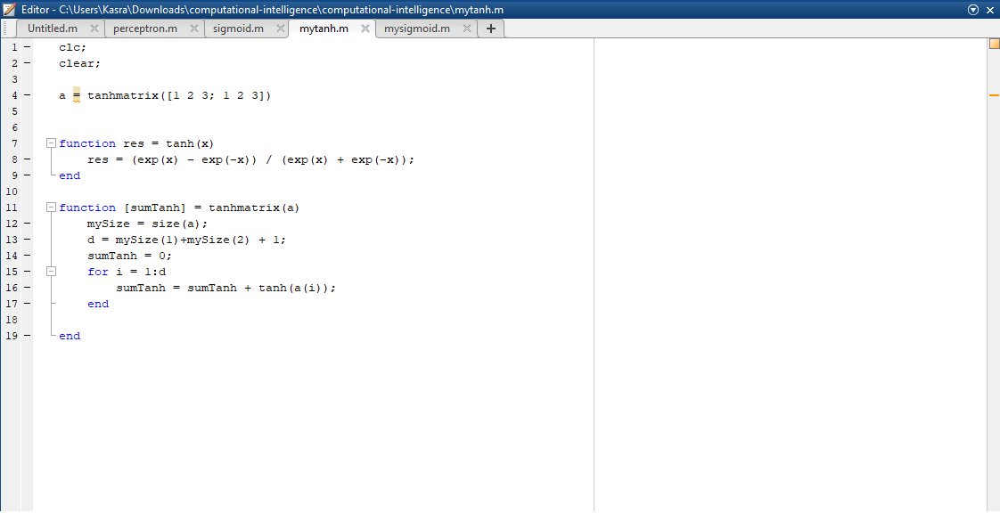 Editor - C:\Users\Kasra\Downloads\computational-intelligence\computational-intelligence\mytanh.m
Untitled.m perceptron.m sigmoid.m mytanh.m mysigmoid.m
1 clc;
2 clear;
3
4 a = tanhmatrix([1 2 3; 1 2 3])
5
6
7 function res = tanh(x)
8 res = (exp(x) - exp(-x)) / (exp(x) + exp(-x));
9 end
10
11 function [sumTanh] = tanhmatrix(a)
12 mySize = size(a);
13 d = mySize(1)+mySize(2) + 1;
14 sumTanh = 0;
15 for i = 1:d
16 sumTanh = sumTanh + tanh(a(i));
17 end
18
19 end